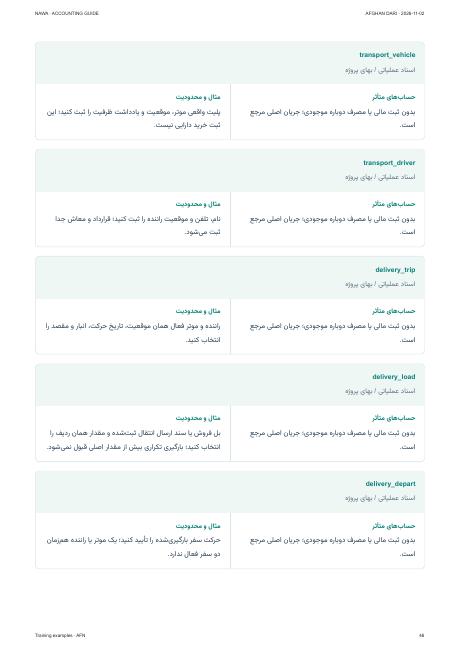 NAWA · ACCOUNTING GUIDE
AFGHAN DARI · 2026-11-02
transport_vehicle
اسناد عملیاتی / بهای پروژه
حساب‌های متأثر
بدون ثبت مالی یا مصرف دوباره موجودی؛ جریان اصلی مرجع
است.
مثال و محدودیت
پلیت واقعی موتر، موقعیت و یادداشت ظرفیت را ثبت کنید؛ این
ثبت خرید دارایی نیست.
transport_driver
اسناد عملیاتی / بهای پروژه
حساب‌های متأثر
بدون ثبت مالی یا مصرف دوباره موجودی؛ جریان اصلی مرجع
است.
مثال و محدودیت
نام، تلفن و موقعیت راننده را ثبت کنید؛ قرارداد و معاش جدا
ثبت می‌شود.
delivery_trip
اسناد عملیاتی / بهای پروژه
حساب‌های متأثر
بدون ثبت مالی یا مصرف دوباره موجودی؛ جریان اصلی مرجع
است.
مثال و محدودیت
راننده و موتر فعال همان موقعیت، تاریخ حرکت، انبار و مقصد را
انتخاب کنید.
delivery_load
اسناد عملیاتی / بهای پروژه
حساب‌های متأثر
بدون ثبت مالی یا مصرف دوباره موجودی؛ جریان اصلی مرجع
است.
مثال و محدودیت
بل فروش یا سند ارسال انتقال ثبت‌شده و مقدار همان ردیف را
انتخاب کنید؛ بارگیری تکراری بیش از مقدار اصلی قبول نمی‌شود.
delivery_depart
اسناد عملیاتی / بهای پروژه
حساب‌های متأثر
بدون ثبت مالی یا مصرف دوباره موجودی؛ جریان اصلی مرجع
است.
مثال و محدودیت
حرکت سفر بارگیری‌شده را تأیید کنید؛ یک موتر یا راننده هم‌زمان
دو سفر فعال ندارد.
Training examples · AFN
46